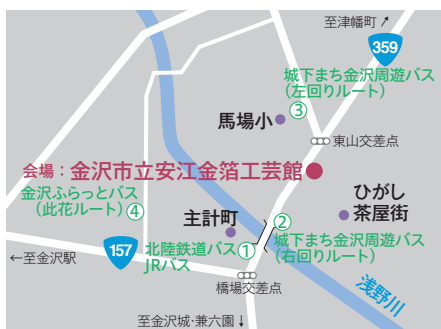 至津幡町↗
359
城下まち金沢周遊バス
(左回りルート)
③
馬場小
東山交差点
会場:金沢市立安江金箔工芸館
金沢ふらっとバス
(此花ルート)④
ひがし
茶屋街
主計町
②
城下まち金沢周遊バス
(右回りルート)
157
北陸鉄道バス①
JRバス
←至金沢駅
橋場交差点
浅野川
至金沢城・兼六園↓